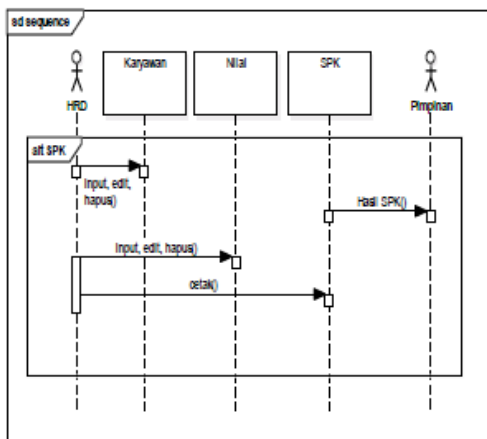 sd sequence
Karyawan
Nilai
SPK
HRD
Pimpinan
alt SPK
Input, edit,
hapus()
Hasil SPK()
Input, edit, hapus()
cetak()